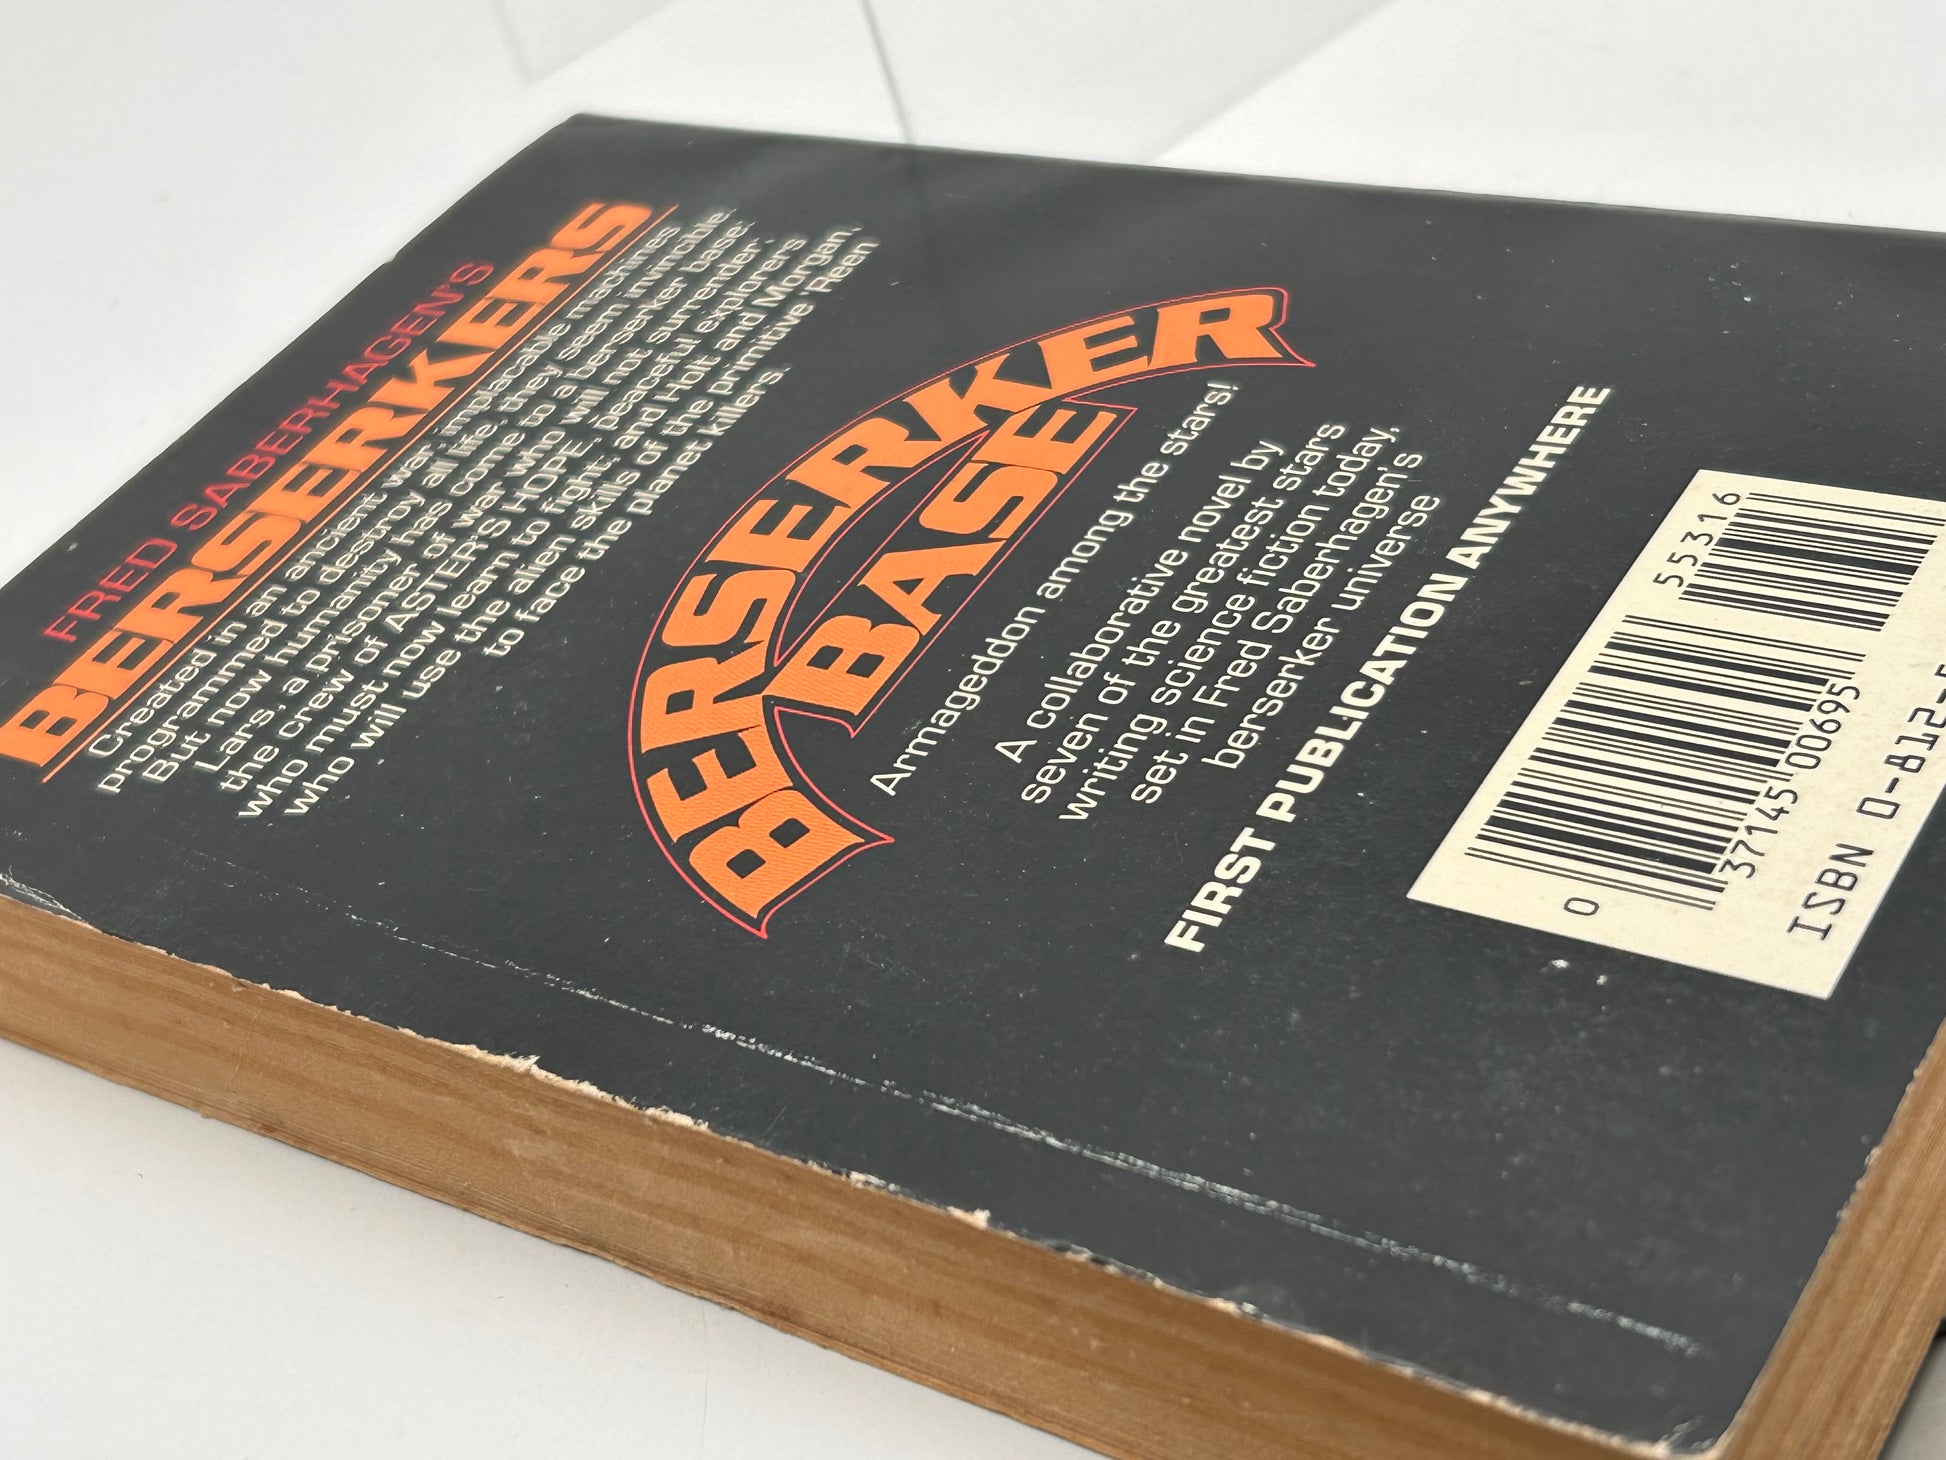 FRED SABERHAGEN'S
BERSERKERS
Created in an ancient war, implacable machines
programmed to destroy all life, they seem invincible.
But now humanity has come to a berserker base:
Lars, a prisoner of war who will not surrender;
the crew of ASTER'S HOPE, peaceful explorers
who must now learn to fight; and Holt and Morgan,
who will use the alien skills of the primitive 'Reen
to face the planet killers.
BERSERKER
BASE
Armageddon among the stars!
A collaborative novel by
seven of the greatest stars
writing science fiction today,
set in Fred Saberhagen's
berserker universe
FIRST PUBLICATION ANYWHERE
55316
0 37145 00695
ISBN 0-812-5